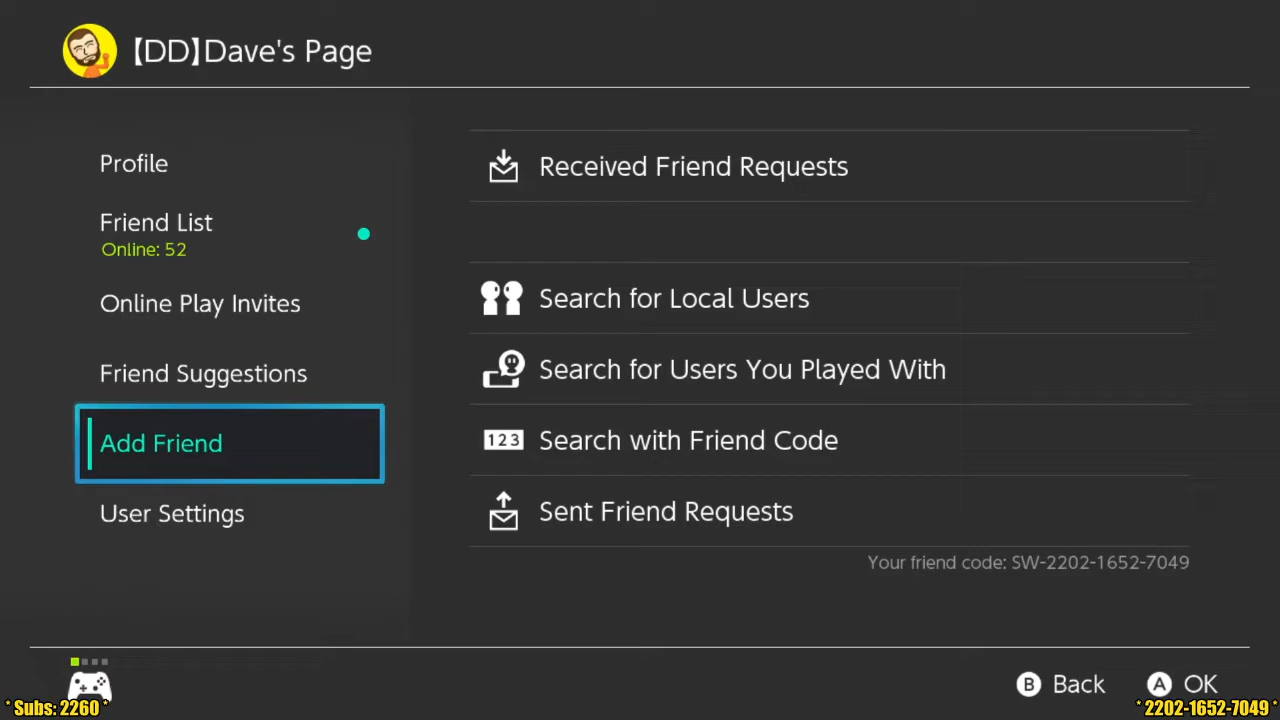 【DD】Dave's Page
Profile
Friend List
Online: 52
Online Play Invites
Friend Suggestions
Add Friend
User Settings
Received Friend Requests
Search for Local Users
Search for Users You Played With
123 Search with Friend Code
Sent Friend Requests
Your friend code: SW-2202-1652-7049
B Back A OK
* Subs: 2260 *
* 2202-1652-7049 *